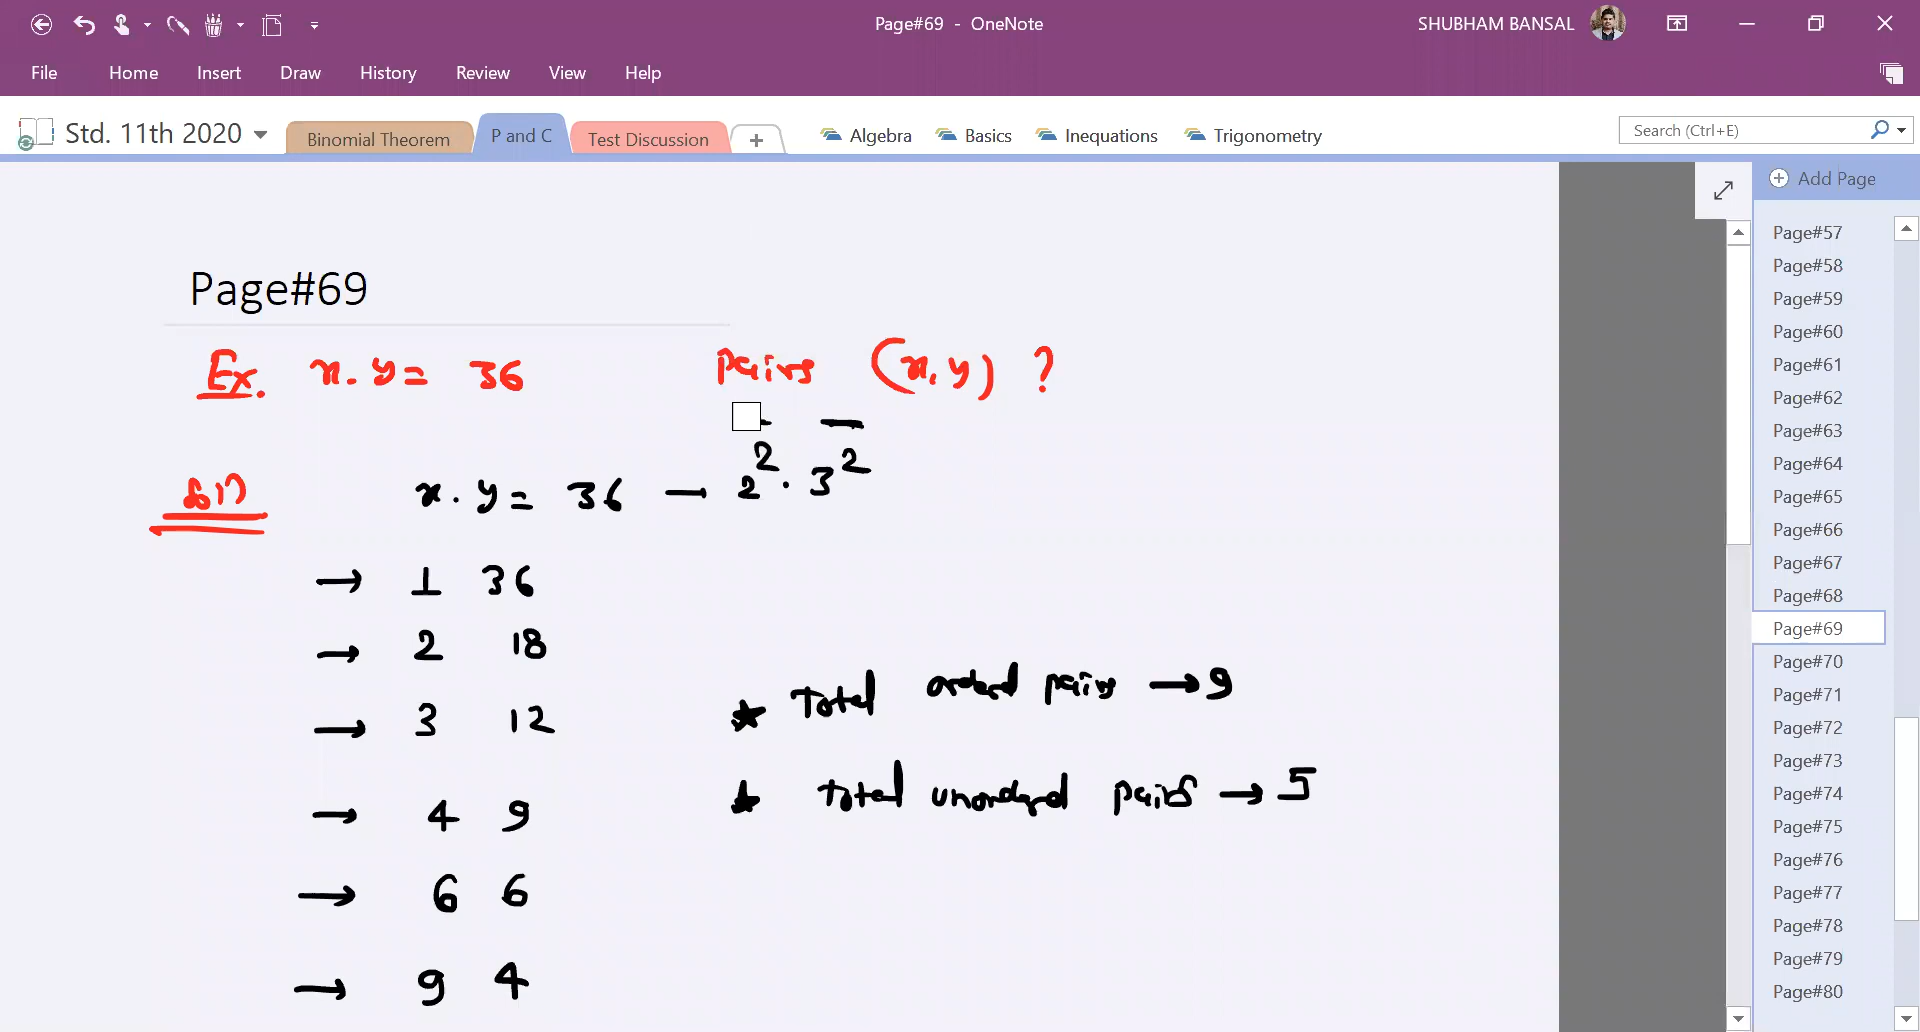 Page#69 - OneNote
SHUBHAM BANSAL
File Home Insert Draw History Review View Help
Std. 11th 2020
Binomial Theorem
P and C
Test Discussion
+
Algebra
Basics
Inequations
Trigonometry
Search (Ctrl+E)
Add Page
Page#57
Page#58
Page#59
Page#60
Page#61
Page#62
Page#63
Page#64
Page#65
Page#66
Page#67
Page#68
Page#69
Page#70
Page#71
Page#72
Page#73
Page#74
Page#75
Page#76
Page#77
Page#78
Page#79
Page#80
Page#69
Ex. x.y = 36 Pairs (x,y) ?
Soln x.y = 36 — 2².3²
→ 1 36
→ 2 18
→ 3 12
→ 4 9
→ 6 6
→ 9 4
★ Total ordered pairs → 9
★ Total unordered pairs → 5